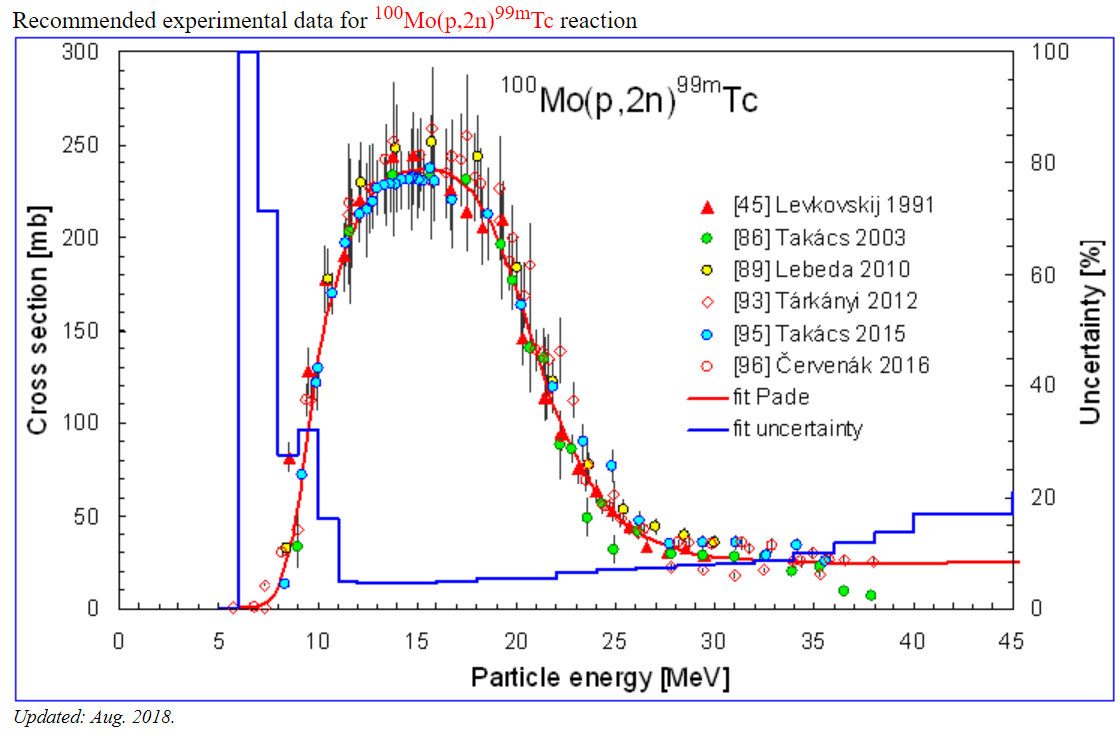 Recommended experimental data for ¹⁰⁰Mo(p,2n)⁹⁹ᵐTc reaction
¹⁰⁰Mo(p,2n)⁹⁹ᵐTc
Cross section [mb]
300
250
200
150
100
50
0
[45] Levkovskij 1991
[86] Takács 2003
[89] Lebeda 2010
[93] Tárkányi 2012
[95] Takács 2015
[96] Červenák 2016
fit Pade
fit uncertainty
100
80
60
40
20
0
Uncertainty [%]
0 5 10 15 20 25 30 35 40 45
Particle energy [MeV]
Updated: Aug. 2018.